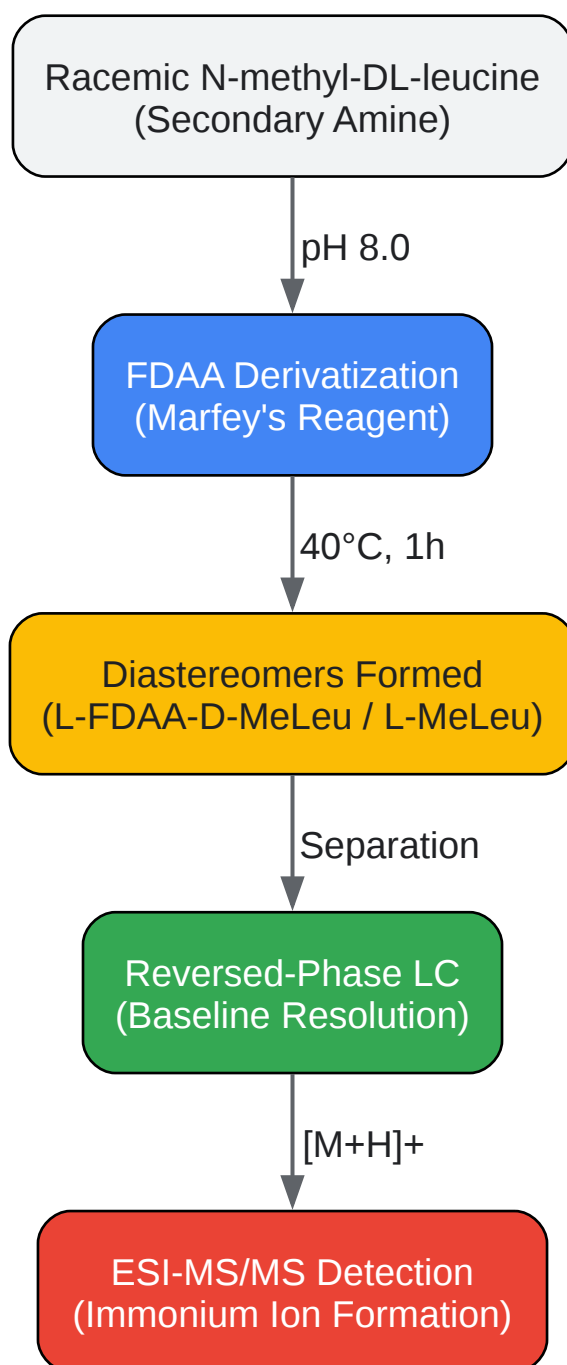 Racemic N-methyl-DL-leucine
(Secondary Amine)
pH 8.0
FDAA Derivatization
(Marfey's Reagent)
40°C, 1h
Diastereomers Formed
(L-FDAA-D-MeLeu / L-MeLeu)
Separation
Reversed-Phase LC
(Baseline Resolution)
[M+H]+
ESI-MS/MS Detection
(Immonium Ion Formation)